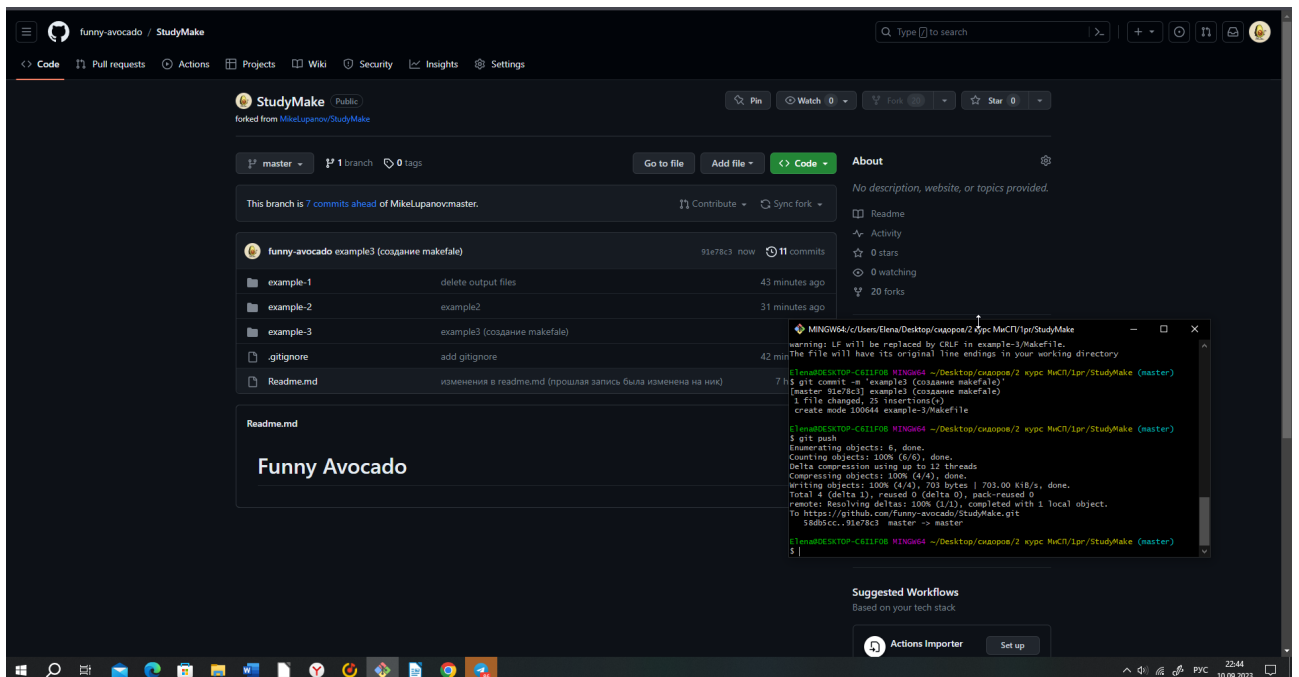 funny-avocado / StudyMake
Type / to search
Code Pull requests Actions Projects Wiki Security Insights Settings
StudyMake Public
Pin Watch 0 Fork 20 Star 0
forked from MikeLupanov/StudyMake
master 1 branch 0 tags
Go to file Add file <> Code
About
No description, website, or topics provided.
This branch is 7 commits ahead of MikeLupanov:master.
Contribute Sync fork
Readme
Activity
0 stars
0 watching
20 forks
funny-avocado example3 (создание makefale) 91e78c3 now 11 commits
example-1 delete output files 43 minutes ago
example-2 example2 31 minutes ago
example-3 example3 (создание makefale)
.gitignore add gitignore 42 min
Readme.md изменения в readme.md (прошлая запись была изменена на ник) 7 h
Readme.md
Funny Avocado
MINGW64:/c/Users/Elena/Desktop/сидоров/2 курс МиСП/1pr/StudyMake
warning: LF will be replaced by CRLF in example-3/Makefile.
The file will have its original line endings in your working directory
Elena@DESKTOP-C6I1F0B MINGW64 ~/Desktop/сидоров/2 курс МиСП/1pr/StudyMake (master)
$ git commit -m 'example3 (создание makefale)'
[master 91e78c3] example3 (создание makefale)
1 file changed, 25 insertions(+)
create mode 100644 example-3/Makefile
Elena@DESKTOP-C6I1F0B MINGW64 ~/Desktop/сидоров/2 курс МиСП/1pr/StudyMake (master)
$ git push
Enumerating objects: 6, done.
Counting objects: 100% (6/6), done.
Delta compression using up to 12 threads
Compressing objects: 100% (4/4), done.
Writing objects: 100% (4/4), 703 bytes | 703.00 KiB/s, done.
Total 4 (delta 1), reused 0 (delta 0), pack-reused 0
remote: Resolving deltas: 100% (1/1), completed with 1 local object.
To https://github.com/funny-avocado/StudyMake.git
58db5cc..91e78c3 master -> master
Elena@DESKTOP-C6I1F0B MINGW64 ~/Desktop/сидоров/2 курс МиСП/1pr/StudyMake (master)
$
Suggested Workflows
Based on your tech stack
Actions Importer Set up
РУС
22:44
10.09.2023